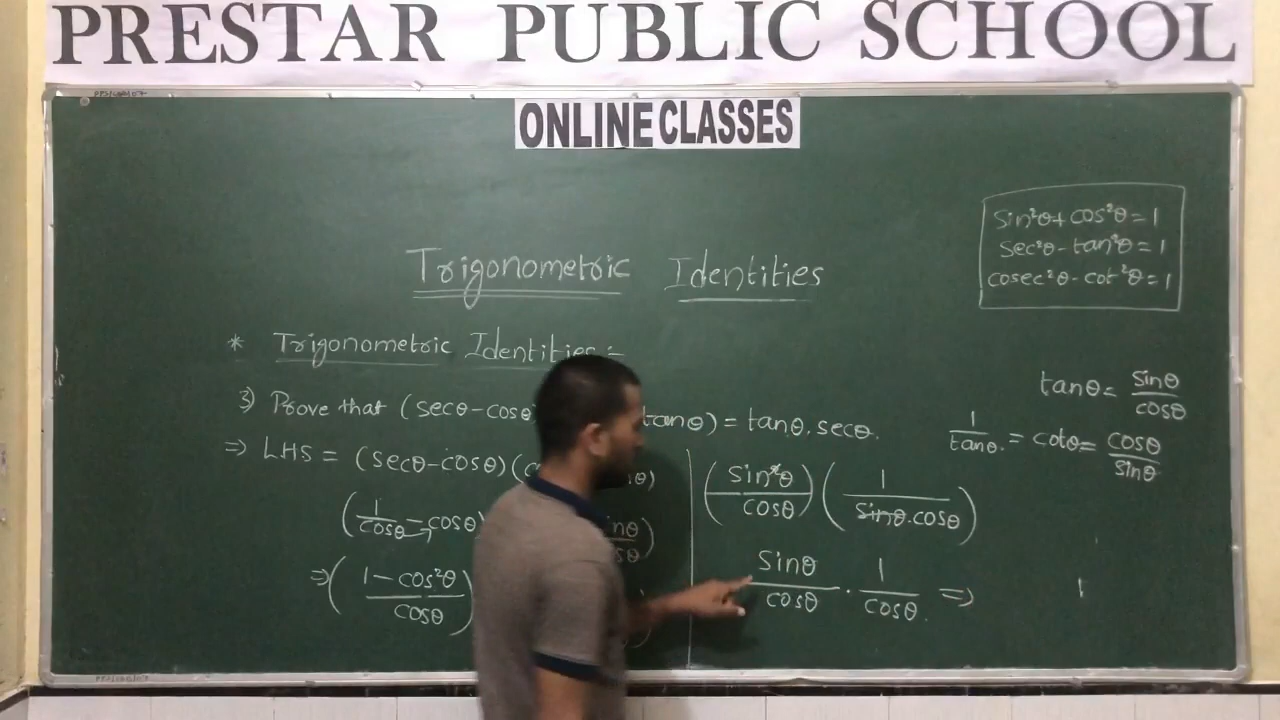 PRESTAR PUBLIC SCHOOL
ONLINE CLASSES
Trigonometric Identities
sin²θ + cos²θ = 1
sec²θ - tan²θ = 1
cosec²θ - cot²θ = 1
* Trigonometric Identities :-
3) Prove that (secθ - cosθ) tanθ) = tanθ. secθ.
⇒ LHS = (secθ - cosθ)(
(1/cosθ - cosθ)
⇒ (1 - cos²θ/cosθ)
(sin²θ/cosθ) (1/sinθ.cosθ)
sinθ/cosθ . 1/cosθ. ⇒
tanθ = sinθ/cosθ
1/tanθ. = cotθ = cosθ/sinθ